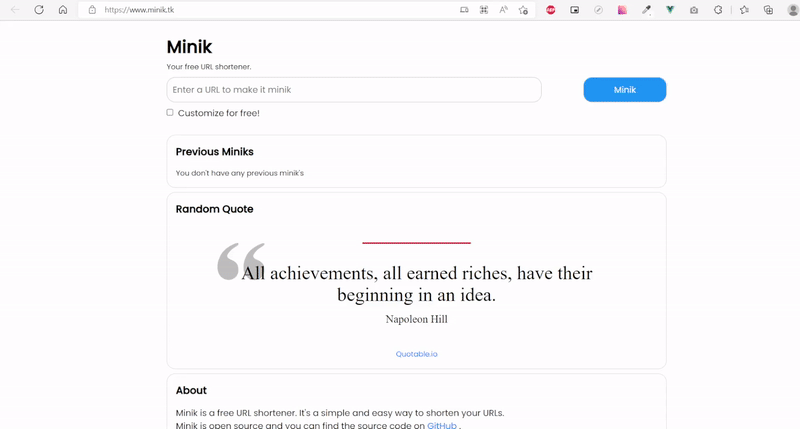 https://www.minik.tk
Minik
Your free URL shortener.
Enter a URL to make it minik
Minik
Customize for free!
Previous Miniks
You don't have any previous minik's
Random Quote
“
All achievements, all earned riches, have their
beginning in an idea.
Napoleon Hill
Quotable.io
About
Minik is a free URL shortener. It's a simple and easy way to shorten your URLs.
Minik is open source and you can find the source code on GitHub .